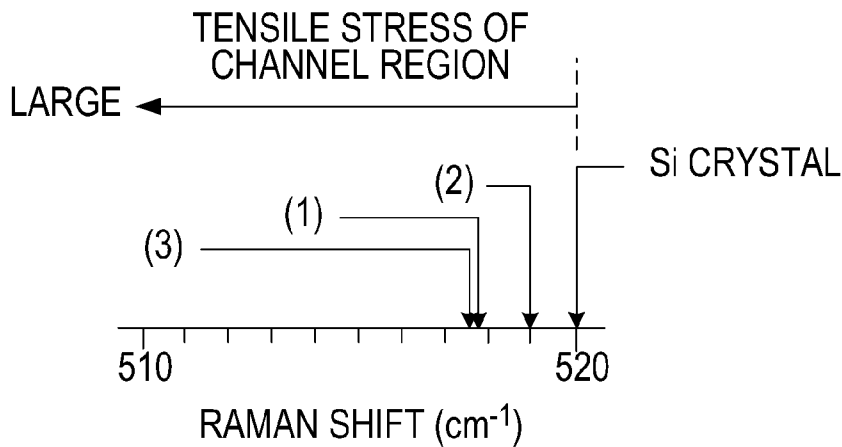 TENSILE STRESS OF
CHANNEL REGION
LARGE
Si CRYSTAL
(2)
(1)
(3)
510
520
RAMAN SHIFT (cm⁻¹)